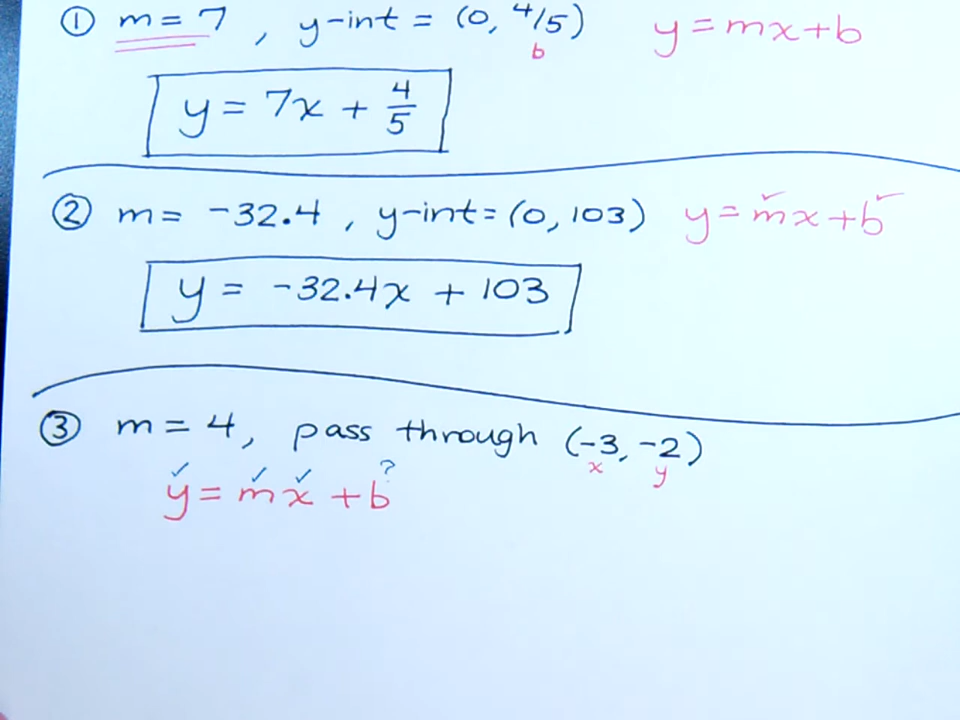 ① m = 7 , y-int = (0, 4/5) y = mx + b
b
y = 7x + 4/5
② m = -32.4 , y-int = (0, 103) y = mx + b
✓ ✓
y = -32.4x + 103
③ m = 4, pass through (-3, -2)
x y
✓ ✓ ✓ ?
y = mx + b